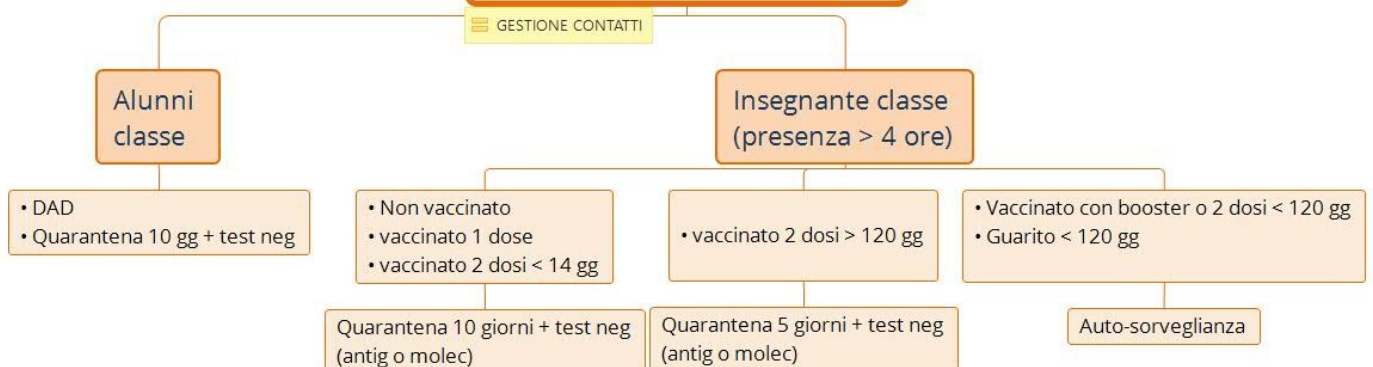 GESTIONE CONTATTI
Alunni
classe
• DAD
• Quarantena 10 gg + test neg
Insegnante classe
(presenza > 4 ore)
• Non vaccinato
• vaccinato 1 dose
• vaccinato 2 dosi < 14 gg
Quarantena 10 giorni + test neg
(antig o molec)
• vaccinato 2 dosi > 120 gg
Quarantena 5 giorni + test neg
(antig o molec)
• Vaccinato con booster o 2 dosi < 120 gg
• Guarito < 120 gg
Auto-sorveglianza